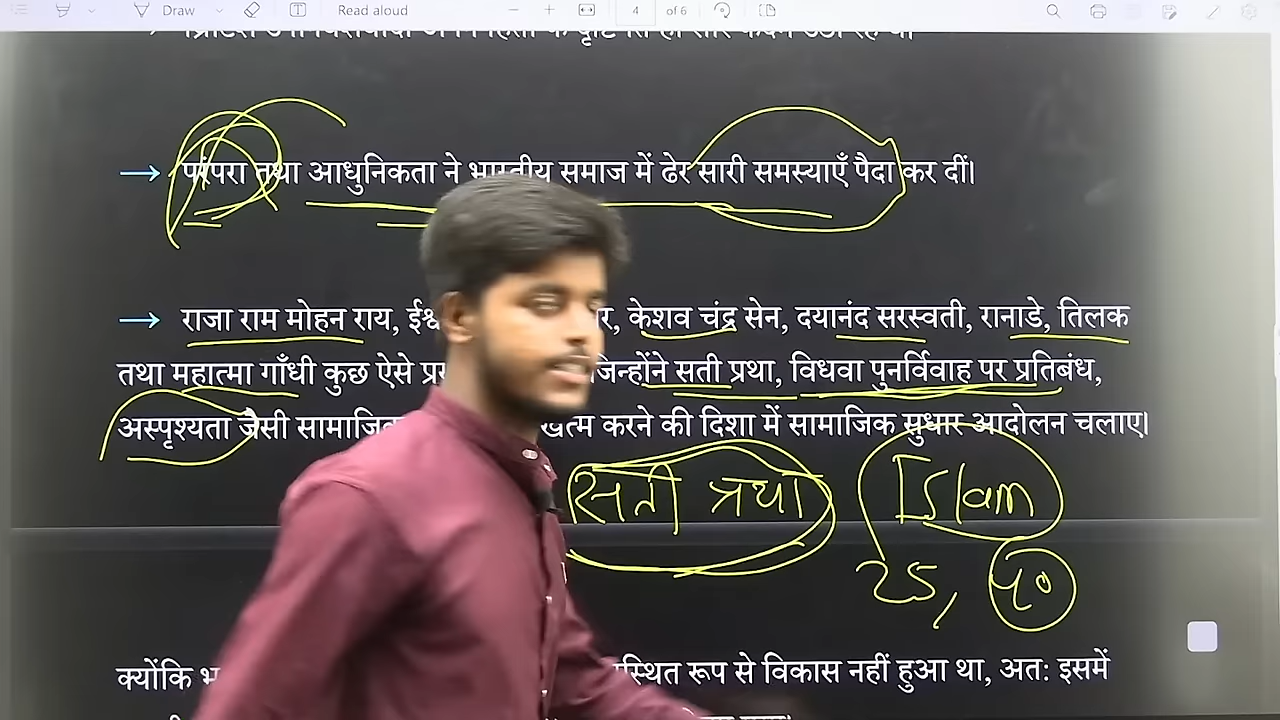 Draw
Read aloud
4 of 6
परंपरा तथा आधुनिकता ने भारतीय समाज में ढेर सारी समस्याएँ पैदा कर दीं।
राजा राम मोहन राय, केशव चंद्र सेन, दयानंद सरस्वती, रानाडे, तिलक
तथा महात्मा गाँधी कुछ ऐसे जिन्होंने सती प्रथा, विधवा पुनर्विवाह पर प्रतिबंध,
अस्पृश्यता जैसी करने की दिशा में सामाजिक सुधार आदोलन चलाए।
सती प्रथा Islam
25, 40
क्योंकि रूप से विकास नहीं हुआ था, अत: इसमें